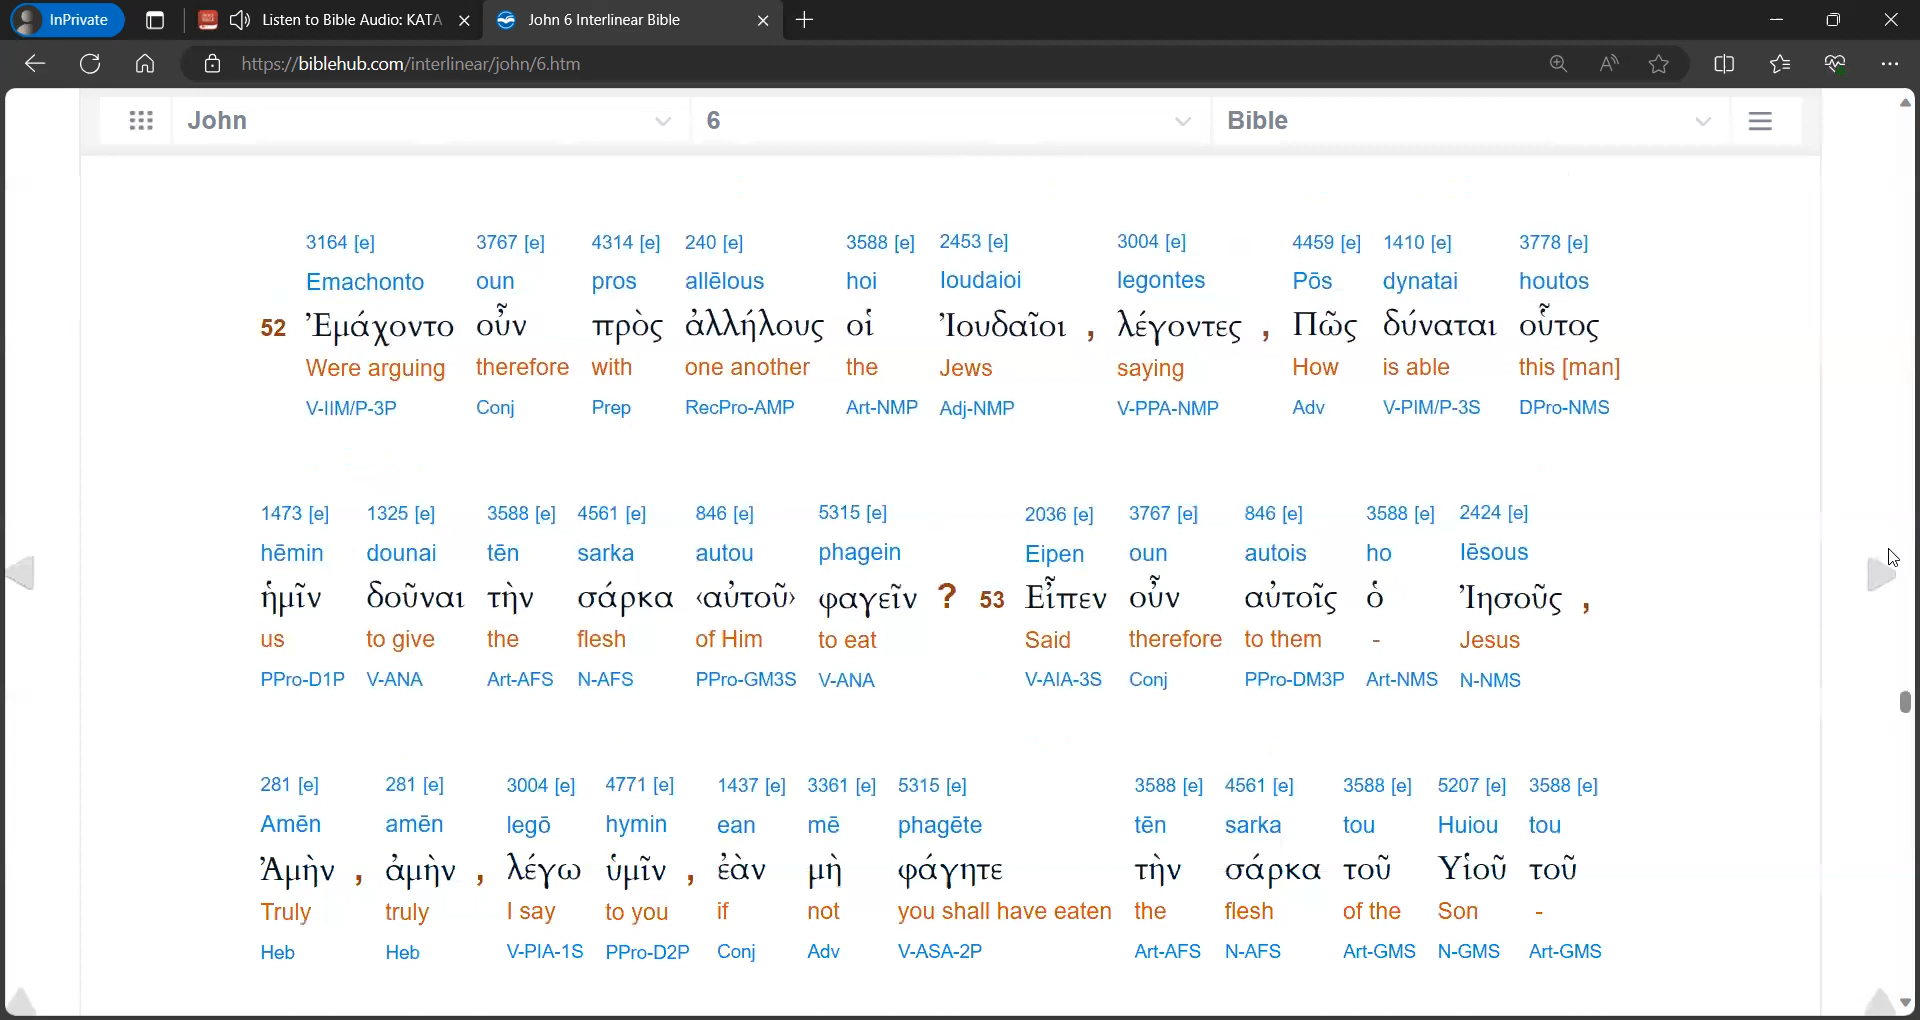 InPrivate Listen to Bible Audio: KATA John 6 Interlinear Bible
https://biblehub.com/interlinear/john/6.htm
John 6 Bible
3164 [e] 3767 [e] 4314 [e] 240 [e] 3588 [e] 2453 [e] 3004 [e] 4459 [e] 1410 [e] 3778 [e]
Emachonto oun pros allēlous hoi Ioudaioi legontes Pōs dynatai houtos
52 Ἐμάχοντο οὖν πρὸς ἀλλήλους οἱ Ἰουδαῖοι , λέγοντες , Πῶς δύναται οὗτος
Were arguing therefore with one another the Jews saying How is able this [man]
V-IIM/P-3P Conj Prep RecPro-AMP Art-NMP Adj-NMP V-PPA-NMP Adv V-PIM/P-3S DPro-NMS
1473 [e] 1325 [e] 3588 [e] 4561 [e] 846 [e] 5315 [e] 2036 [e] 3767 [e] 846 [e] 3588 [e] 2424 [e]
hēmin dounai tēn sarka autou phagein Eipen oun autois ho Iēsous
ἡμῖν δοῦναι τὴν σάρκα ‹αὐτοῦ› φαγεῖν ? 53 Εἶπεν οὖν αὐτοῖς ὁ Ἰησοῦς ,
us to give the flesh of Him to eat Said therefore to them - Jesus
PPro-D1P V-ANA Art-AFS N-AFS PPro-GM3S V-ANA V-AIA-3S Conj PPro-DM3P Art-NMS N-NMS
281 [e] 281 [e] 3004 [e] 4771 [e] 1437 [e] 3361 [e] 5315 [e] 3588 [e] 4561 [e] 3588 [e] 5207 [e] 3588 [e]
Amēn amēn legō hymin ean mē phagēte tēn sarka tou Huiou tou
Ἀμὴν , ἀμὴν , λέγω ὑμῖν , ἐὰν μὴ φάγητε τὴν σάρκα τοῦ Υἱοῦ τοῦ
Truly truly I say to you if not you shall have eaten the flesh of the Son -
Heb Heb V-PIA-1S PPro-D2P Conj Adv V-ASA-2P Art-AFS N-AFS Art-GMS N-GMS Art-GMS